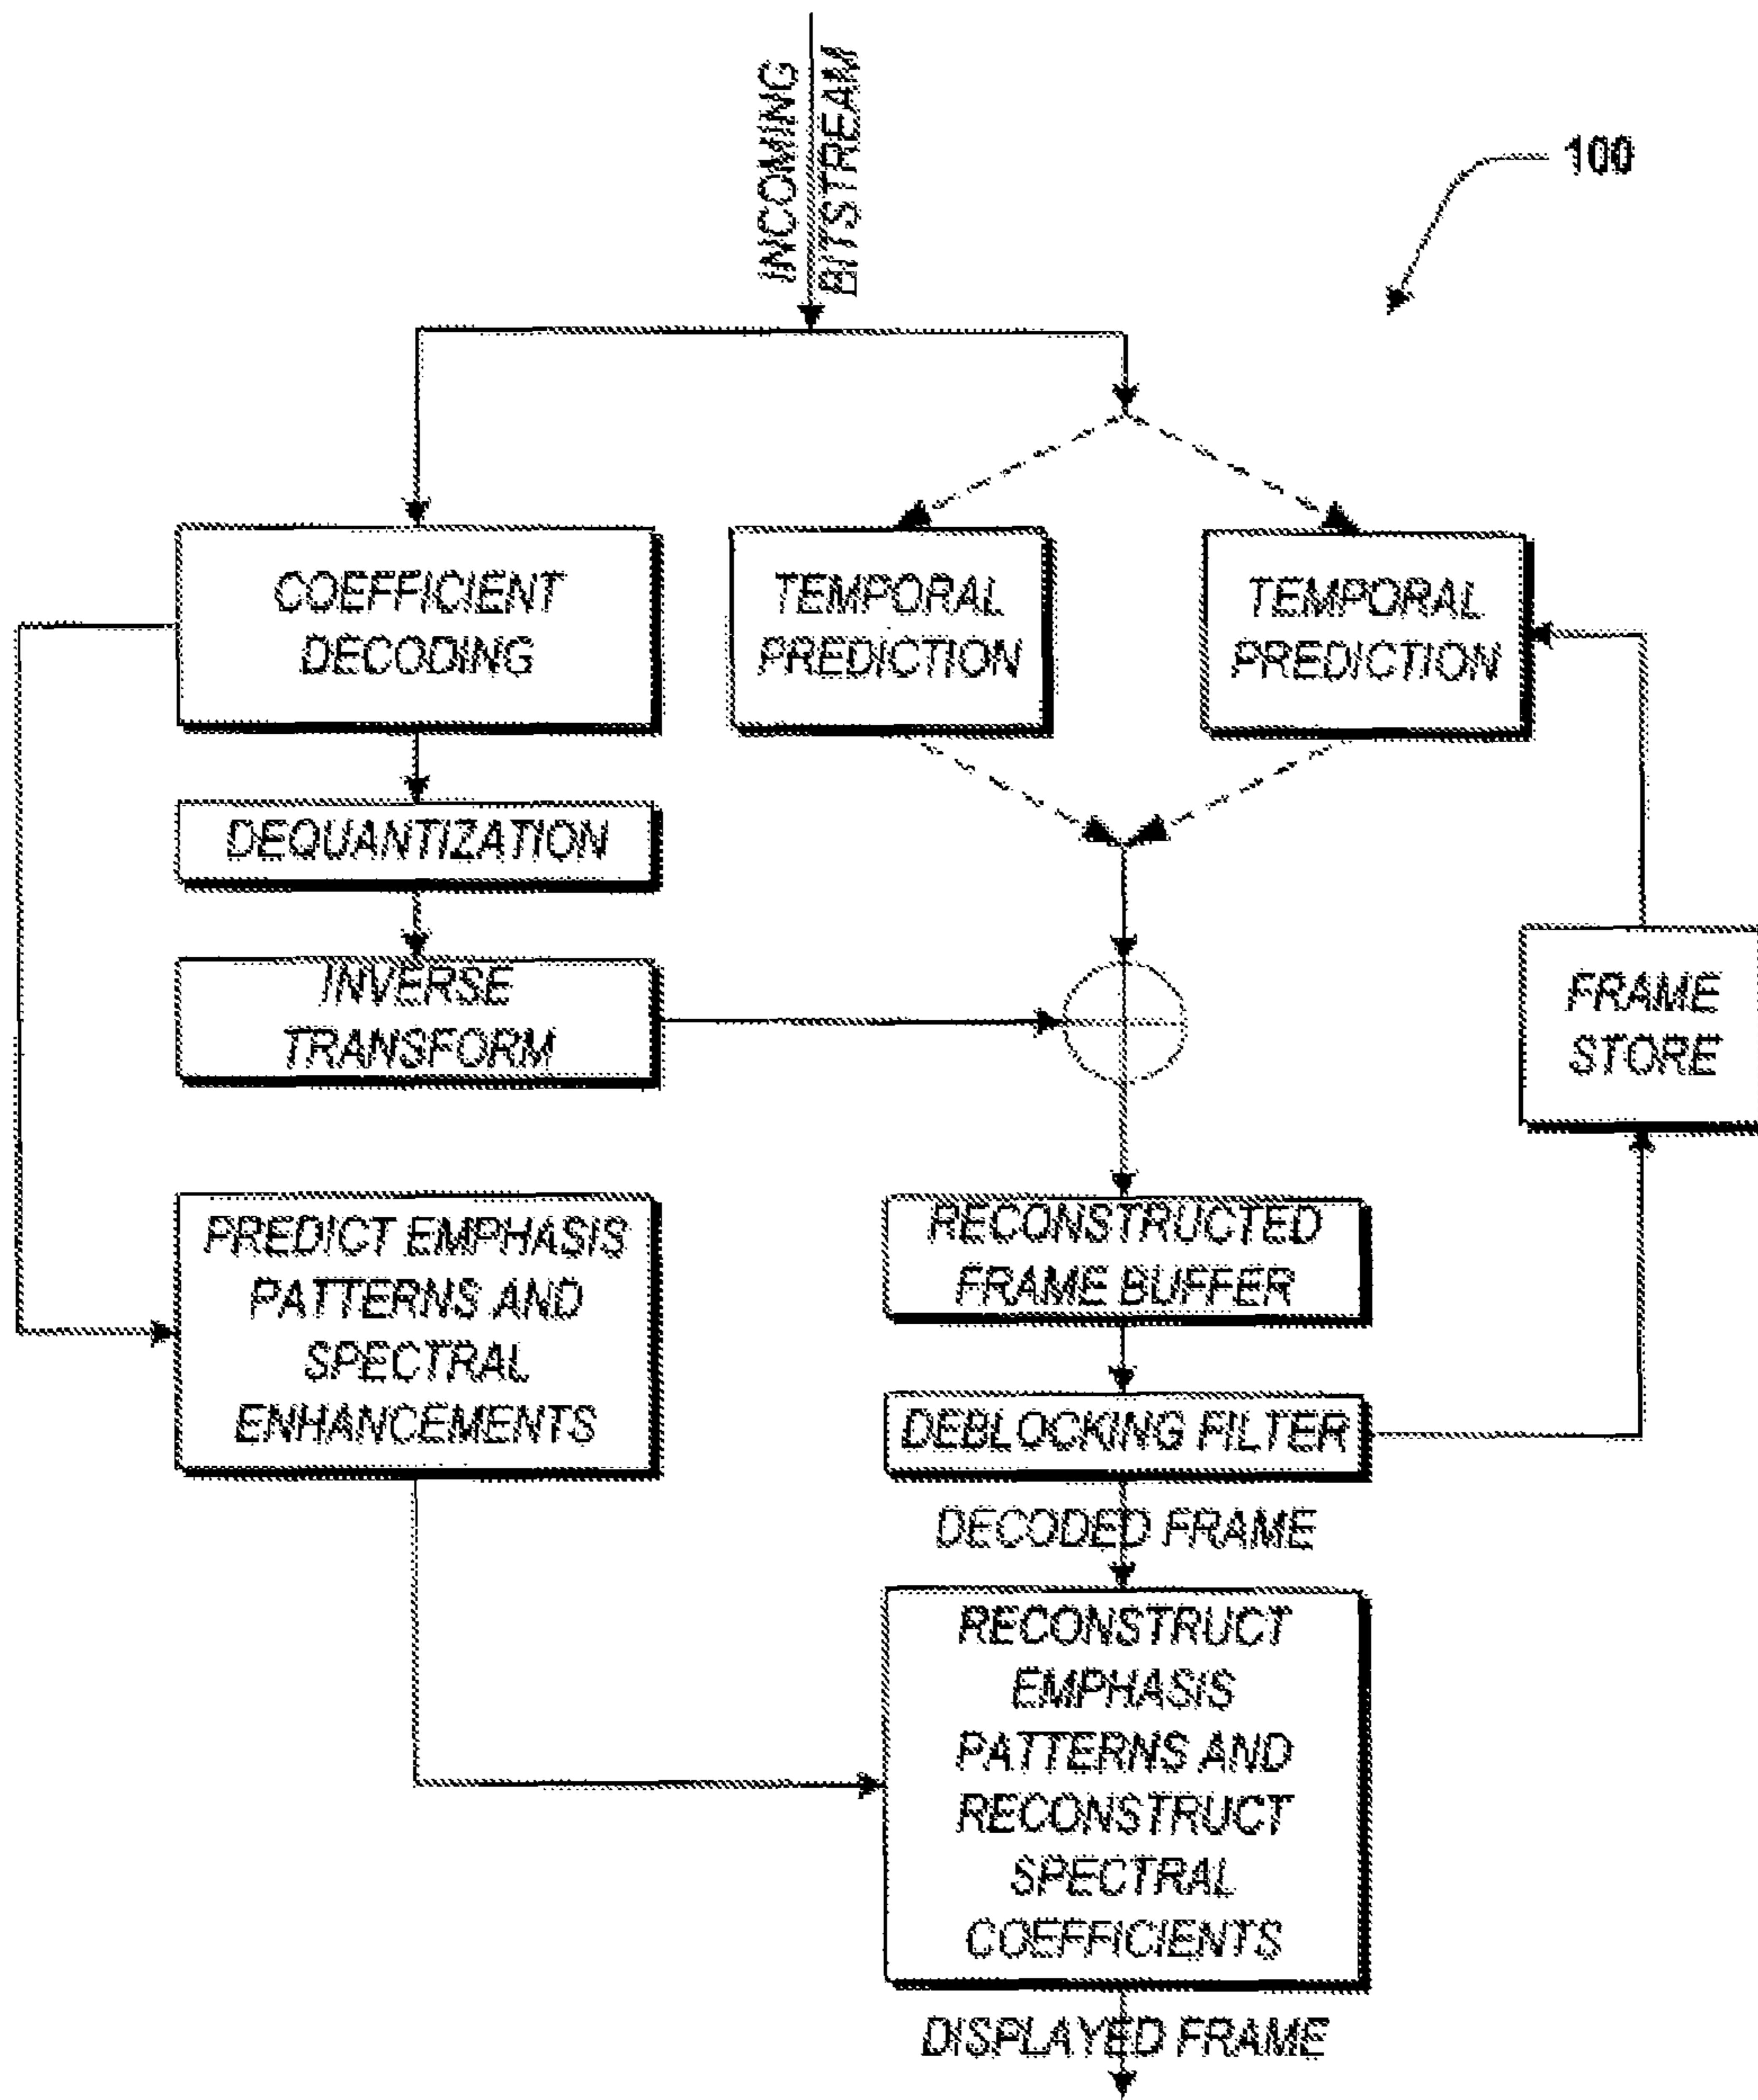 INCOMING
BITSTREAM
100
COEFFICIENT
DECODING
TEMPORAL
PREDICTION
TEMPORAL
PREDICTION
DEQUANTIZATION
INVERSE
TRANSFORM
FRAME
STORE
PREDICT EMPHASIS
PATTERNS AND
SPECTRAL
ENHANCEMENTS
RECONSTRUCTED
FRAME BUFFER
DEBLOCKING FILTER
DECODED FRAME
RECONSTRUCT
EMPHASIS
PATTERNS AND
RECONSTRUCT
SPECTRAL
COEFFICIENTS
DISPLAYED FRAME